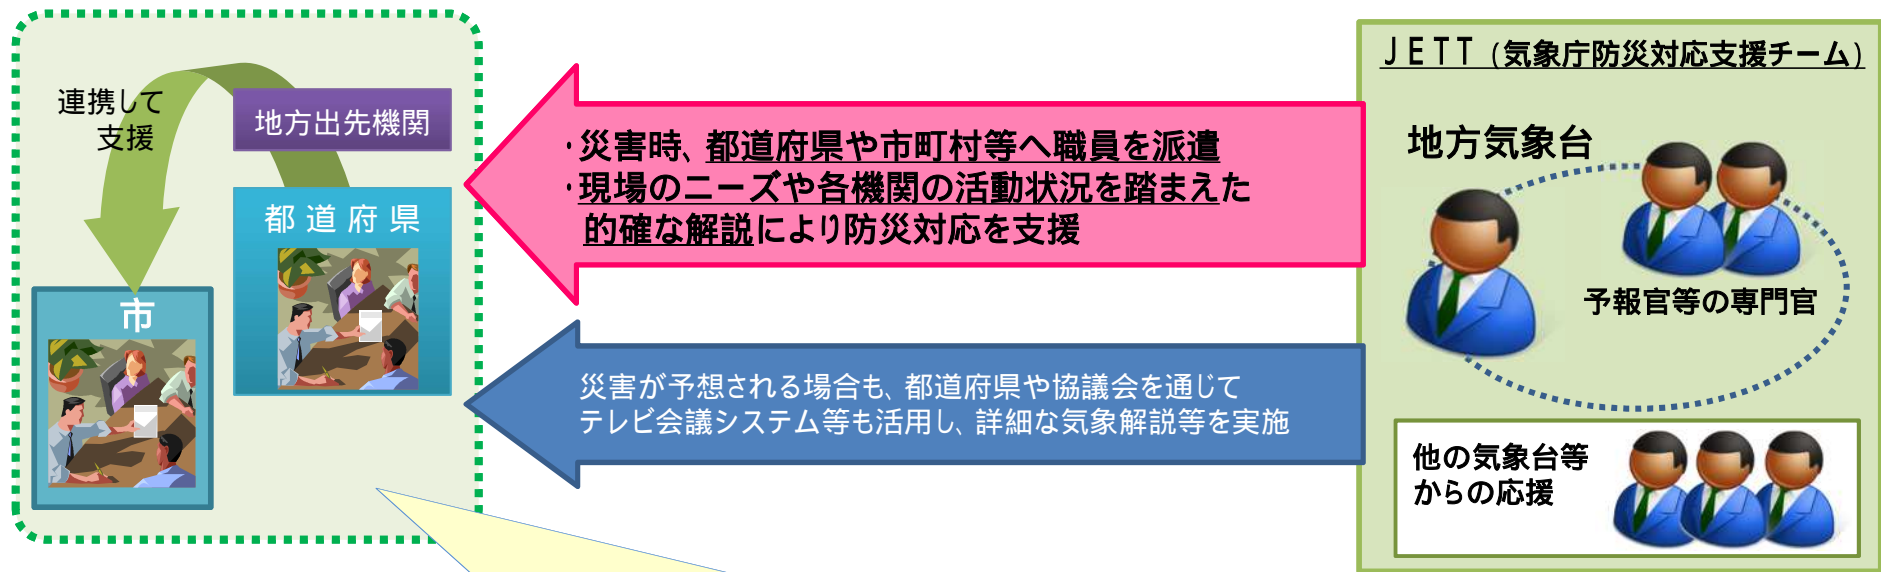 連携して
支援
地方出先機関
都道府県
市
・災害時、都道府県や市町村等へ職員を派遣
・現場のニーズや各機関の活動状況を踏まえた
的確な解説により防災対応を支援
災害が予想される場合も、都道府県や協議会を通じて
テレビ会議システム等も活用し、詳細な気象解説等を実施
JETT(気象庁防災対応支援チーム)
地方気象台
予報官等の専門官
他の気象台等
からの応援